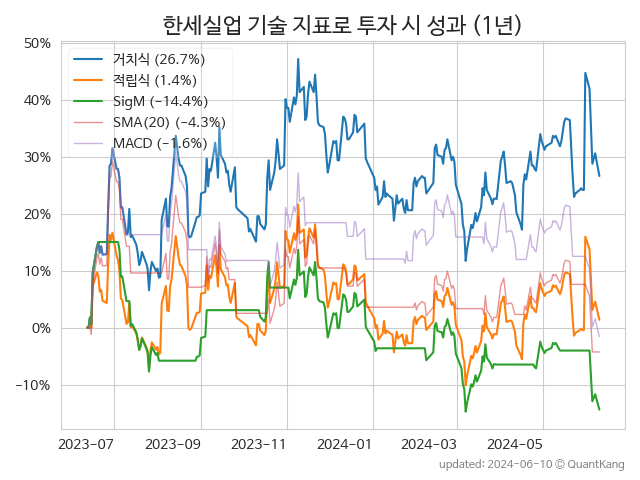 한세실업 기술 지표로 투자 시 성과 (1년)
50%
40%
30%
20%
10%
0%
−10%
거치식 (26.7%)
적립식 (1.4%)
SigM (−14.4%)
SMA(20) (−4.3%)
MACD (−1.6%)
2023-07
2023-09
2023-11
2024-01
2024-03
2024-05
updated: 2024-06-10 © QuantKang